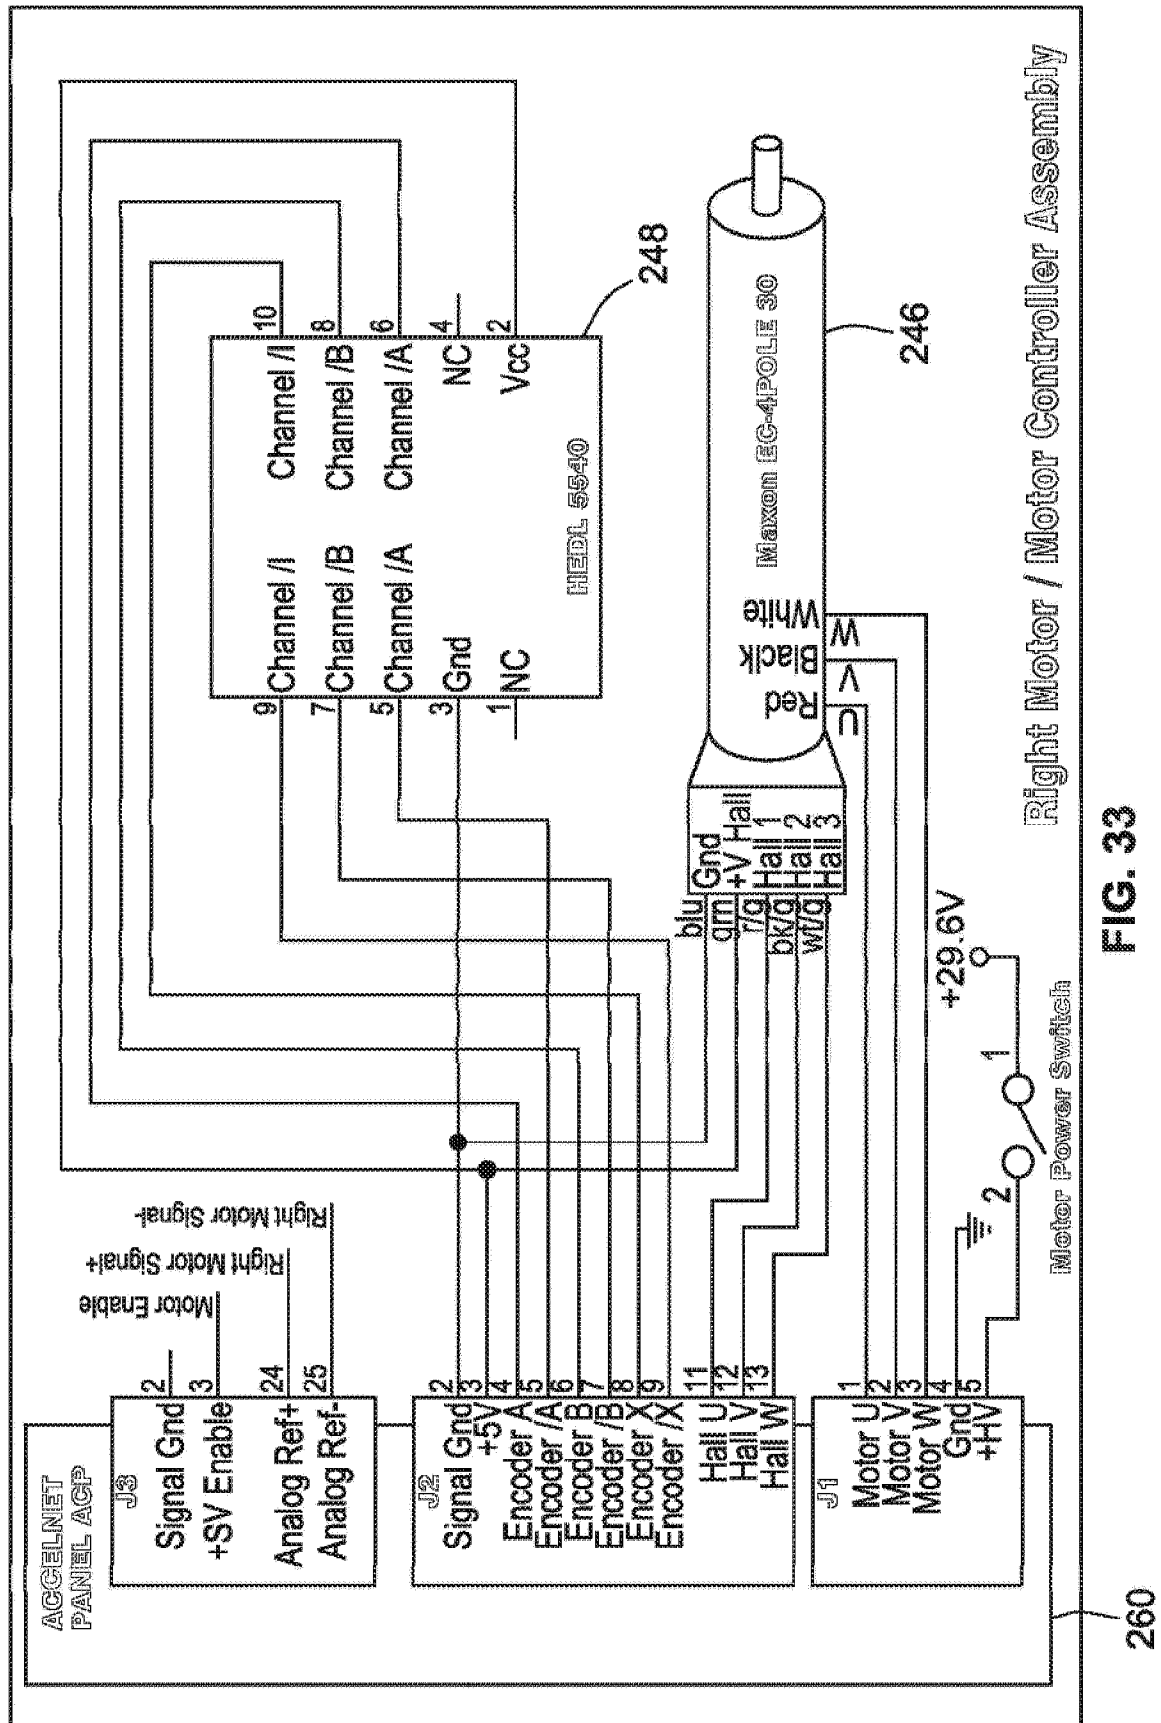 ACCELNET
PANEL ACP
J3
Signal Gnd 2
+SV Enable 3
Analog Ref+ 24
Analog Ref- 25
Motor Enable
Right Motor Signal+
Right Motor Signal-
J2
Signal Gnd 2
+5V 3
Encoder A 4
Encoder /A 5
Encoder B 6
Encoder /B 7
Encoder X 8
Encoder /X 9
Hall U 11
Hall V 12
Hall W 13
J1
Motor U 1
Motor V 2
Motor W 3
Gnd 4
+HV 5
9 Channel /I
7 Channel /B
5 Channel /A
3 Gnd
1 NC
Channel /I 10
Channel /B 8
Channel /A 6
NC 4
Vcc 2
HEDL 5540
248
blu Gnd
grn +V Hall
r/g Hall 1
bk/g Hall 2
wt/g Hall 3
Red
Blaclk
White
U
V
W
Maxon EC-4POLE 30
246
+29.6V
2
1
Motor Power Switch
Right Motor / Motor Controller Assembly
260
FIG. 33